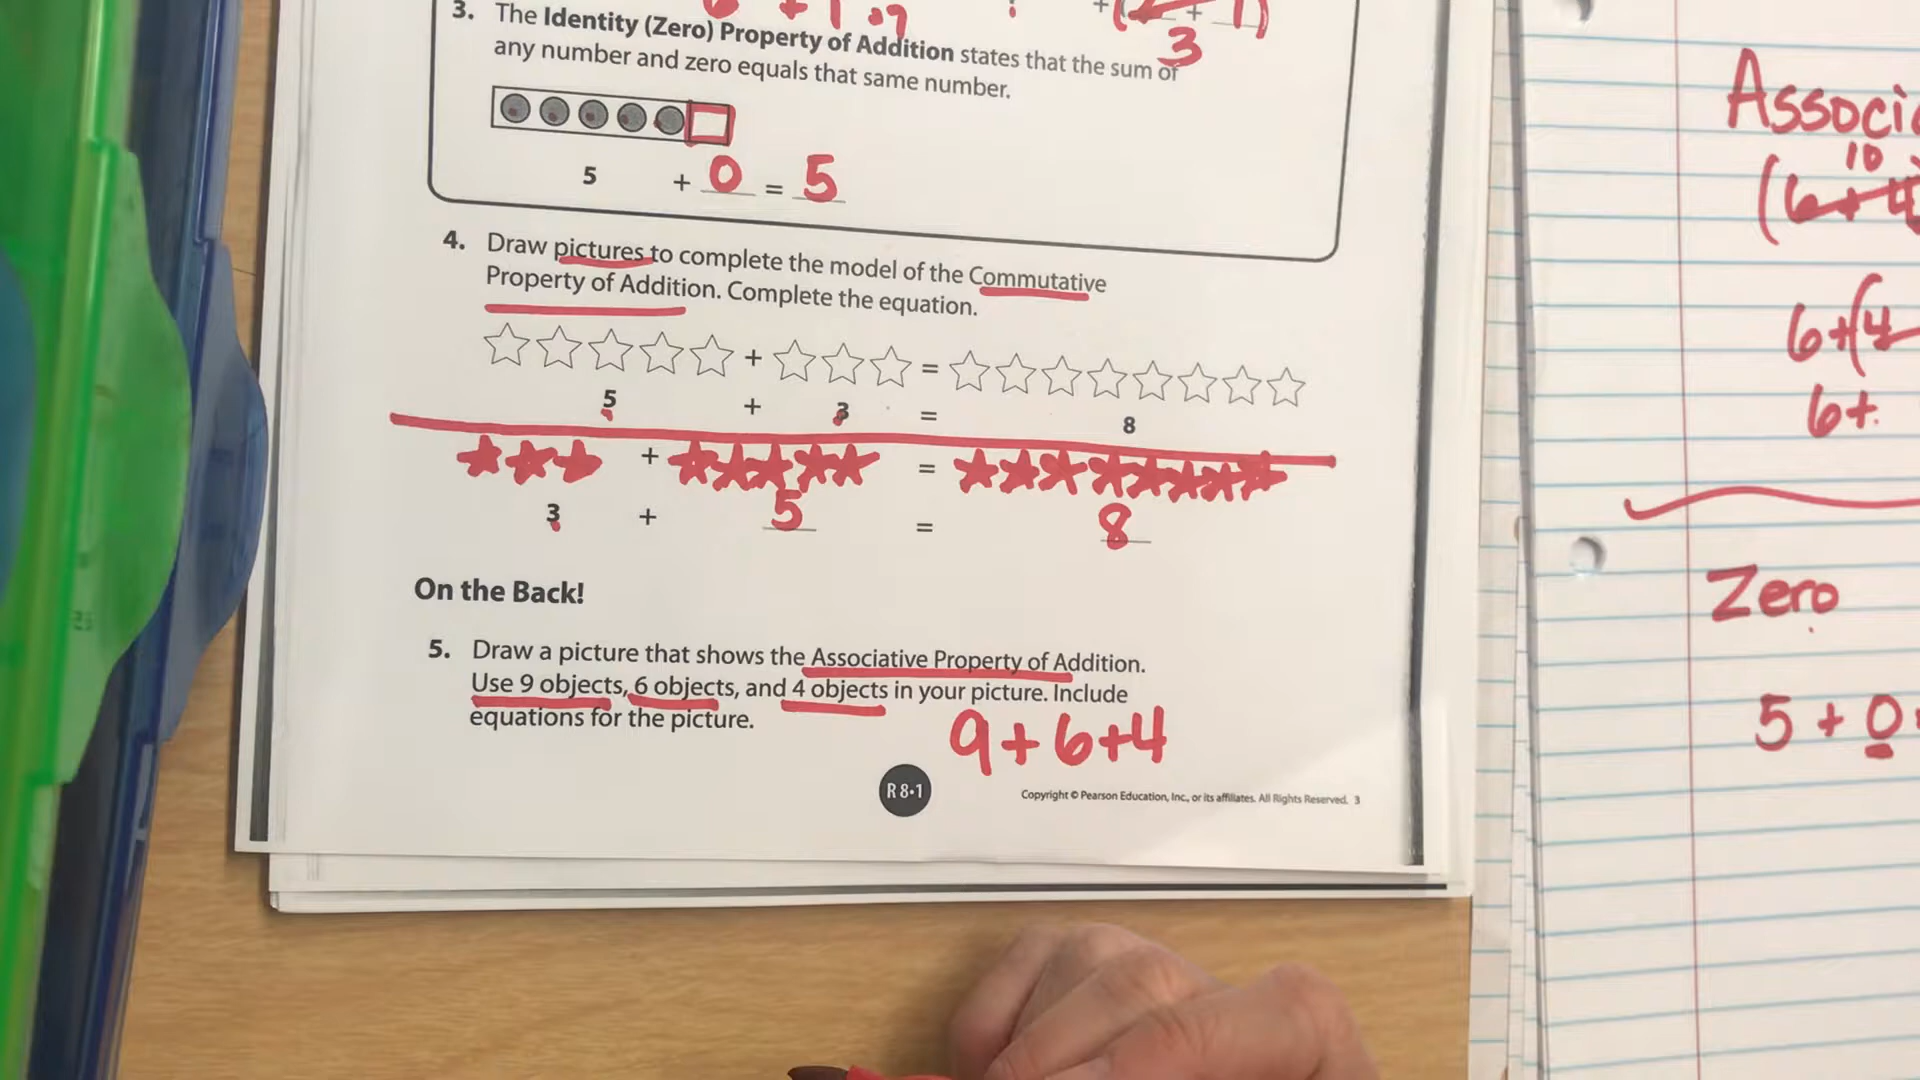 3. The Identity (Zero) Property of Addition states that the sum of
any number and zero equals that same number.
5 + 0 = 5
4. Draw pictures to complete the model of the Commutative
Property of Addition. Complete the equation.
+ =
5 + 3 = 8
+ =
3 + 5 = 8
On the Back!
5. Draw a picture that shows the Associative Property of Addition.
Use 9 objects, 6 objects, and 4 objects in your picture. Include
equations for the picture.
9+6+4
R 8•1
Copyright © Pearson Education, Inc., or its affiliates. All Rights Reserved. 3
10
(6+4
6+(4
6+
Zero
5 + 0